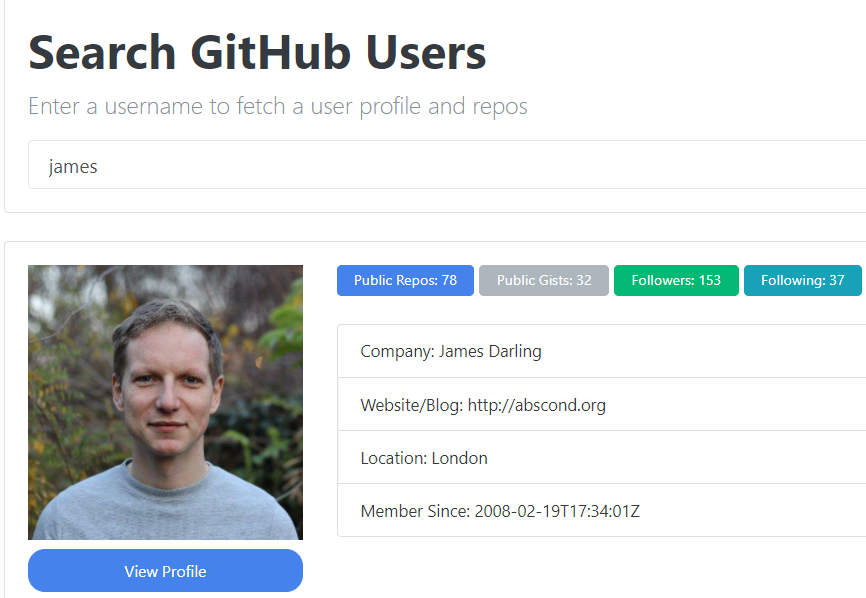 Search GitHub Users
Enter a username to fetch a user profile and repos
james
Public Repos: 78
Public Gists: 32
Followers: 153
Following: 37
Company: James Darling
Website/Blog: http://abscond.org
Location: London
Member Since: 2008-02-19T17:34:01Z
View Profile